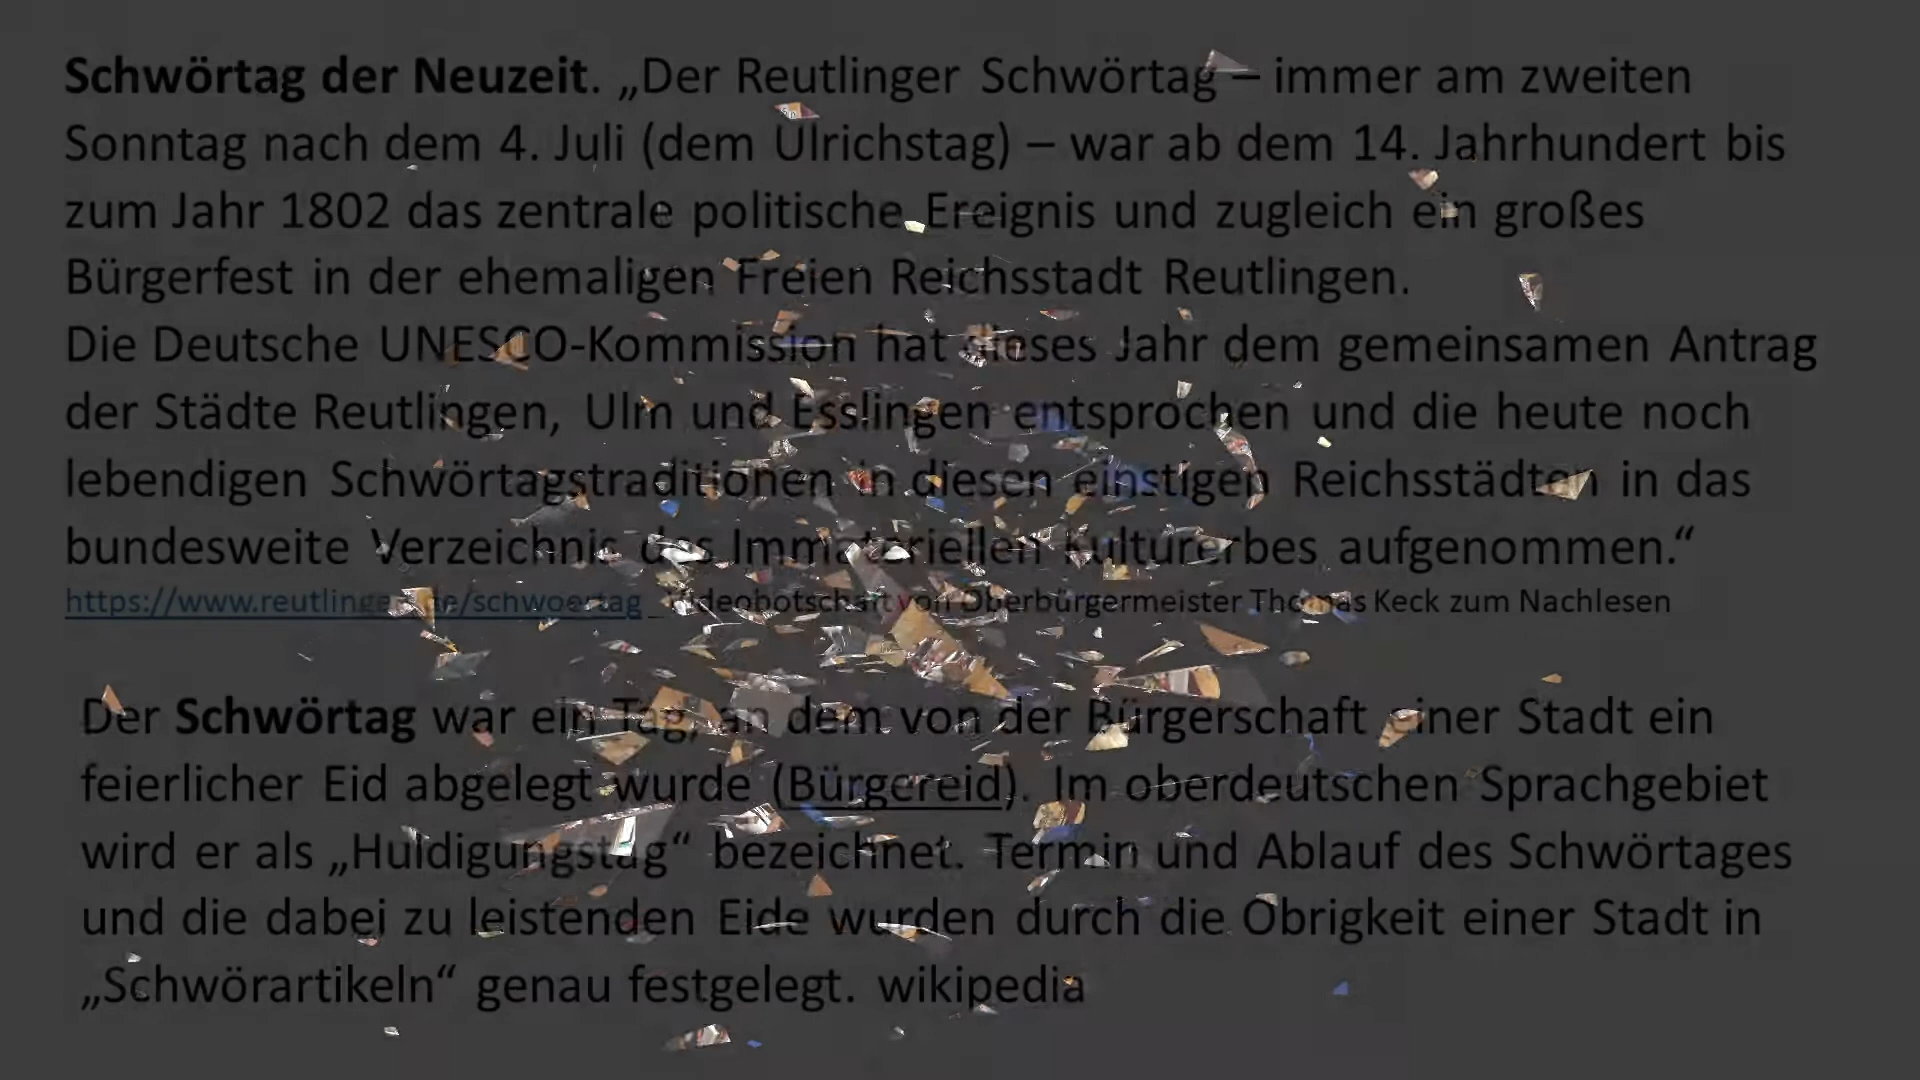 Schwörtag der Neuzeit. „Der Reutlinger Schwörtag – immer am zweiten
Sonntag nach dem 4. Juli (dem Ulrichstag) – war ab dem 14. Jahrhundert bis
zum Jahr 1802 das zentrale politische Ereignis und zugleich ein großes
Bürgerfest in der ehemaligen Freien Reichsstadt Reutlingen.
Die Deutsche UNESCO-Kommission hat dieses Jahr dem gemeinsamen Antrag
der Städte Reutlingen, Ulm und Esslingen entsprochen und die heute noch
lebendigen Schwörtagstraditionen in diesen einstigen Reichsstädten in das
bundesweite Verzeichnis des Immateriellen Kulturerbes aufgenommen.“
https://www.reutlingen.de/schwoertag Videobotschaft von Oberbürgermeister Thomas Keck zum Nachlesen
Der Schwörtag war ein Tag, an dem von der Bürgerschaft einer Stadt ein
feierlicher Eid abgelegt wurde (Bürgereid). Im oberdeutschen Sprachgebiet
wird er als „Huldigungstag“ bezeichnet. Termin und Ablauf des Schwörtages
und die dabei zu leistenden Eide wurden durch die Obrigkeit einer Stadt in
„Schwörartikeln“ genau festgelegt. wikipedia